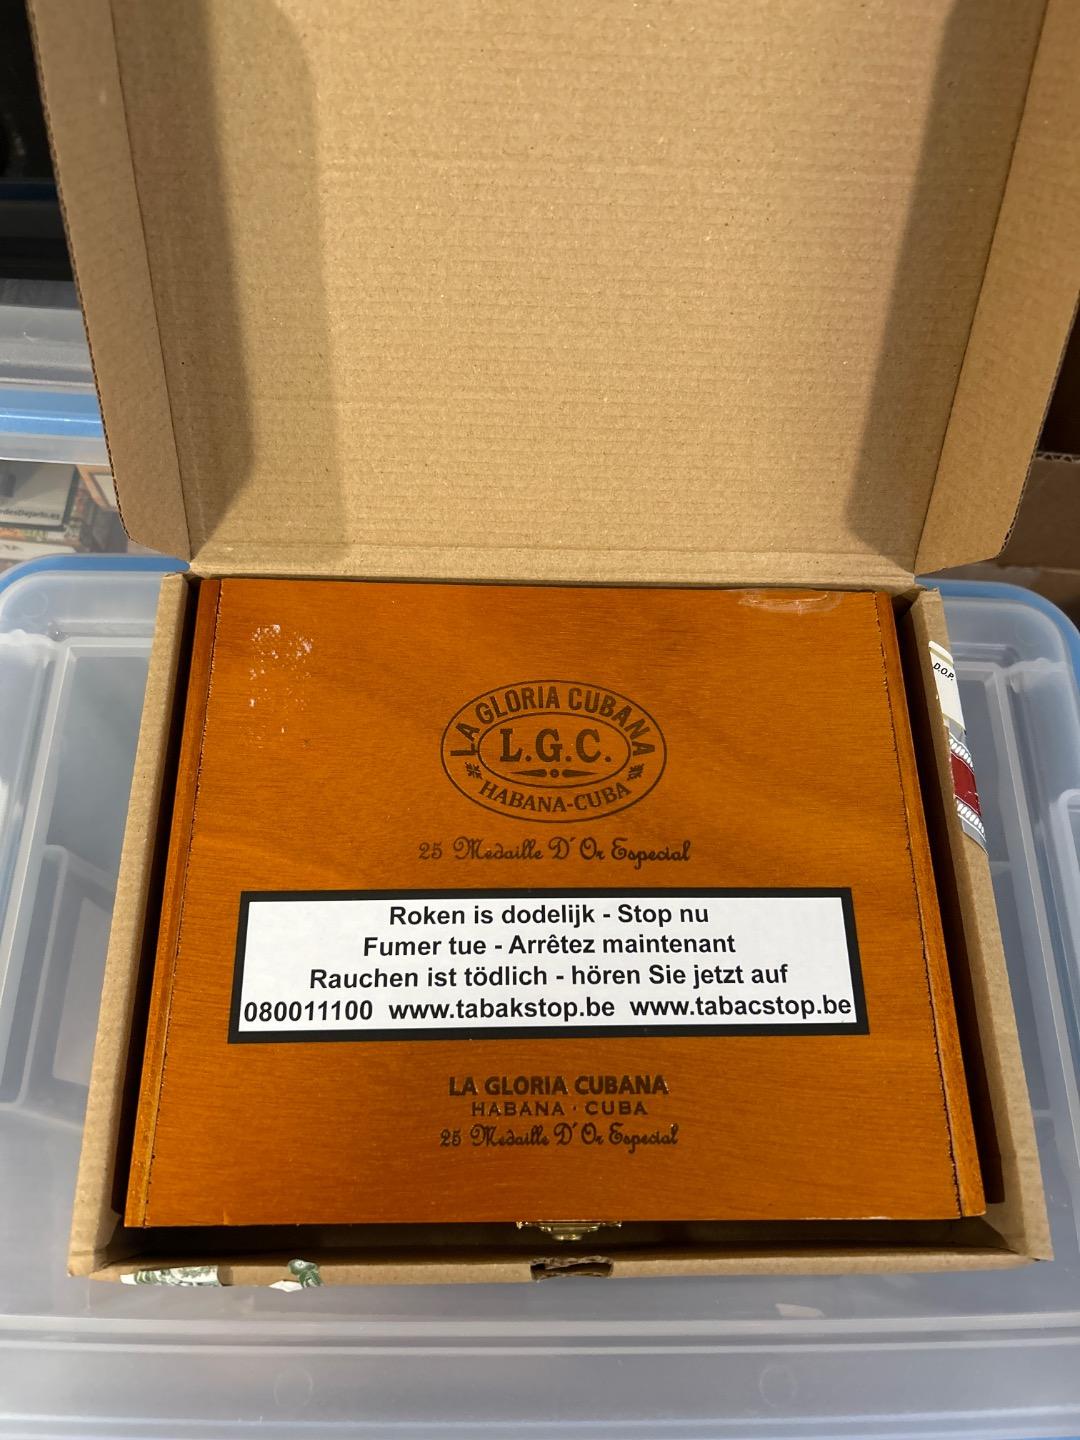 edesDejarlo.es
D.O.P.
LA GLORIA CUBANA
L.G.C.
HABANA-CUBA
25 Medaille D'Or Especial
Roken is dodelijk - Stop nu
Fumer tue - Arrêtez maintenant
Rauchen ist tödlich - hören Sie jetzt auf
080011100 www.tabakstop.be www.tabacstop.be
LA GLORIA CUBANA
HABANA · CUBA
25 Medaille D'Or Especial